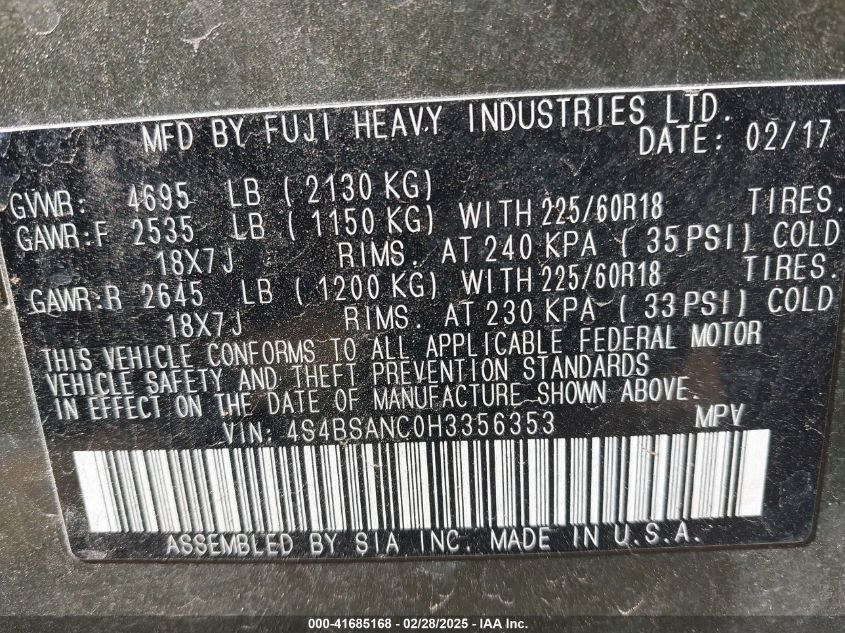 MFD BY FUJI HEAVY INDUSTRIES LTD.
DATE: 02/17
GVWR: 4695 LB (2130 KG)
GAWR:F 2535 LB (1150 KG) WITH 225/60R18 TIRES.
18X7J RIMS. AT 240 KPA (35PSI) COLD
GAWR:R 2645 LB (1200 KG) WITH 225/60R18 TIRES.
18X7J RIMS. AT 230 KPA (33 PSI) COLD
THIS VEHICLE CONFORMS TO ALL APPLICABLE FEDERAL MOTOR
VEHICLE SAFETY AND THEFT PREVENTION STANDARDS
IN EFFECT ON THE DATE OF MANUFACTURE SHOWN ABOVE.
VIN: 4S4BSANC0H3356353 MPV
ASSEMBLED BY SIA INC. MADE IN U.S.A.
000-41685168 - 02/28/2025 - IAA Inc.